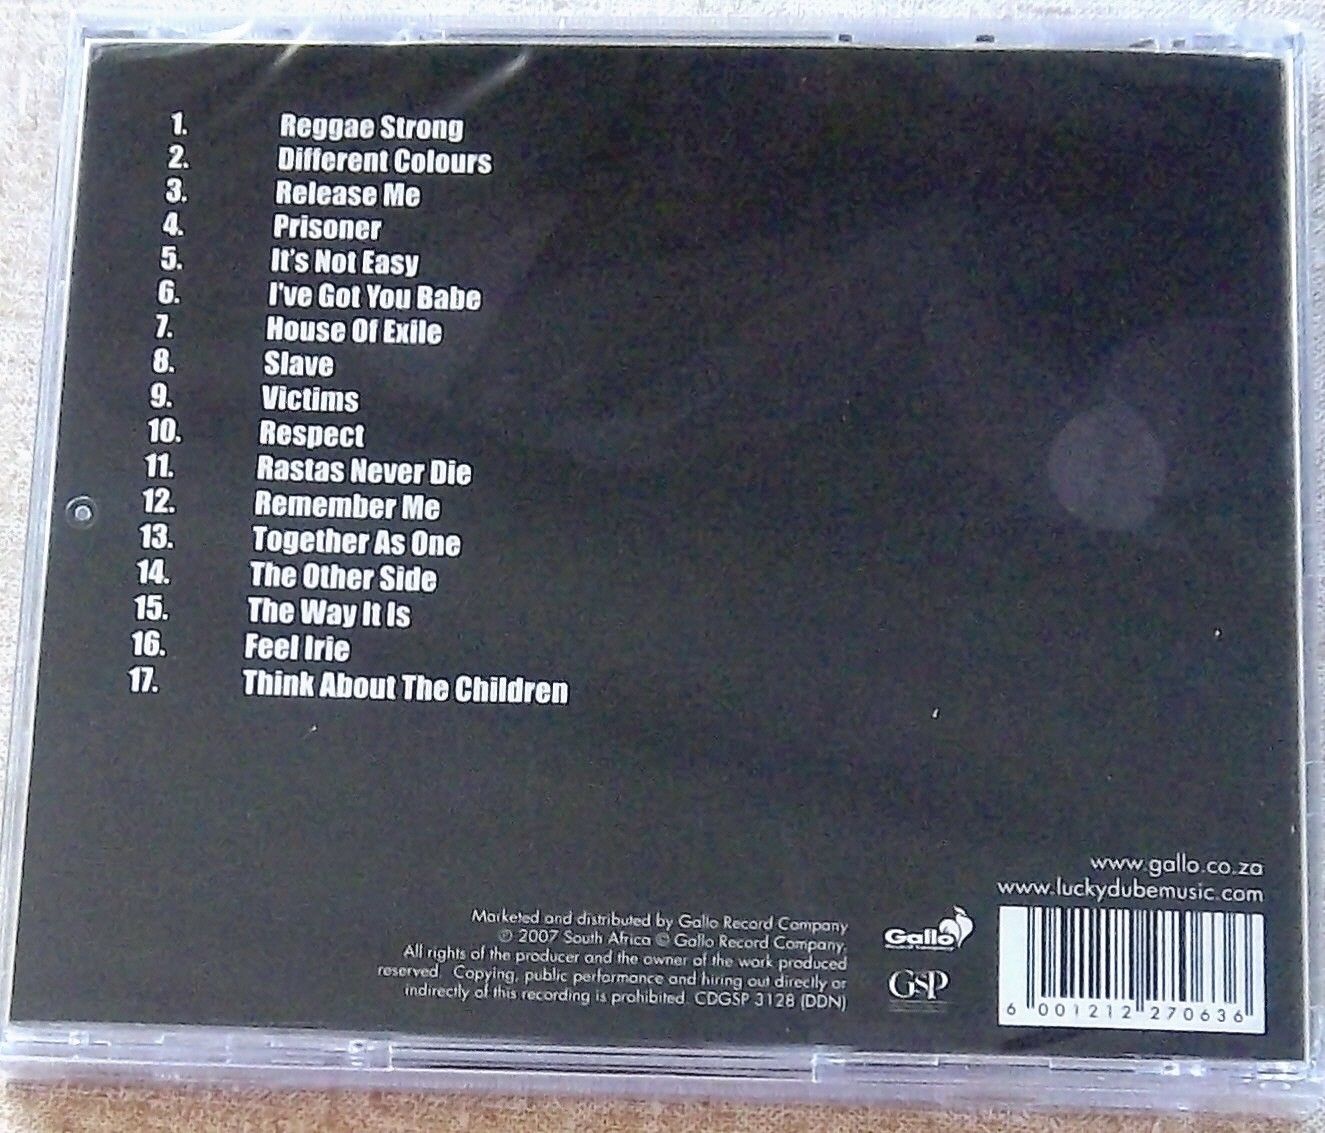 1. Reggae Strong
2. Different Colours
3. Release Me
4. Prisoner
5. It's Not Easy
6. I've Got You Babe
7. House Of Exile
8. Slave
9. Victims
10. Respect
11. Rastas Never Die
12. Remember Me
13. Together As One
14. The Other Side
15. The Way It Is
16. Feel Irie
17. Think About The Children
www.gallo.co.za
www.luckydubemusic.com
Marketed and distributed by Gallo Record Company
℗ 2007 South Africa © Gallo Record Company.
All rights of the producer and the owner of the work produced
reserved. Copying, public performance and hiring out directly or
indirectly of this recording is prohibited. CDGSP 3128 (DDN)
Gallo
GSP
6 001212 270636